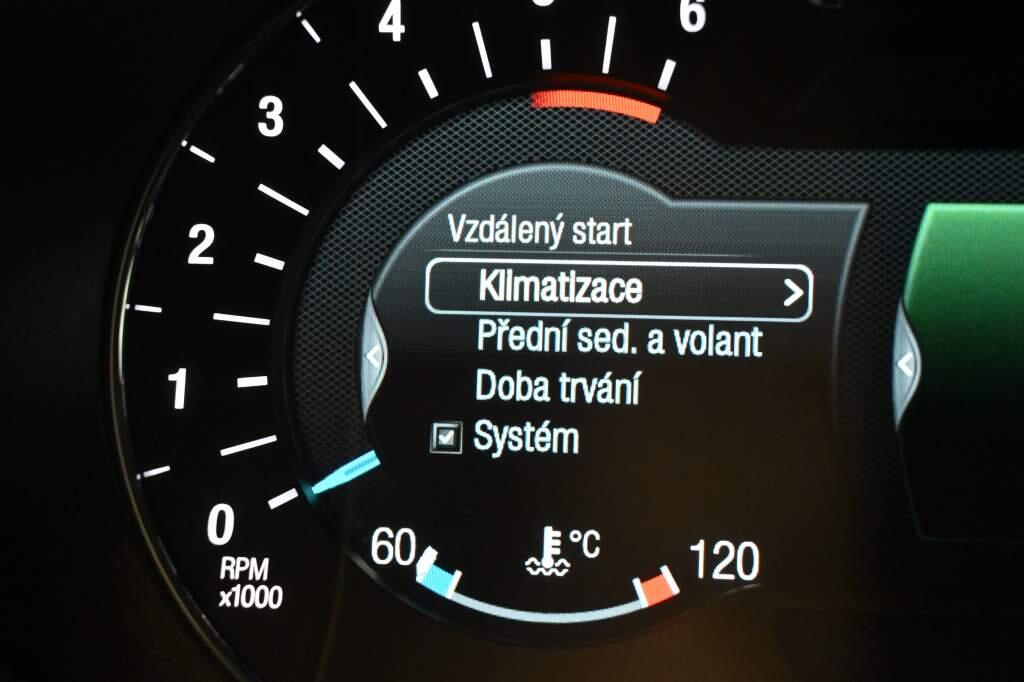 4
6
3
2
1
0
RPM
x1000
Vzdálený start
Klimatizace
Přední sed. a volant
Doba trvání
Systém
60
°C
120